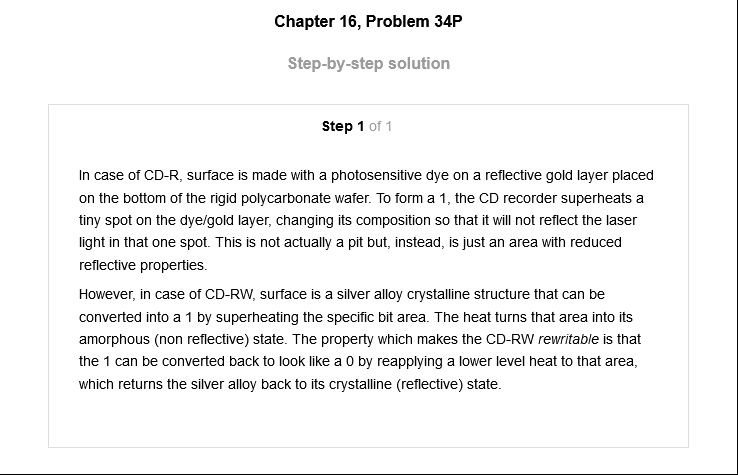 Chapter 16, Problem 34P
Step-by-step solution
Step 1 of 1
In case of CD-R, surface is made with a photosensitive dye on a reflective gold layer placed
on the bottom of the rigid polycarbonate wafer. To form a 1, the CD recorder superheats a
tiny spot on the dye/gold layer, changing its composition so that it will not reflect the laser
light in that one spot. This is not actually a pit but, instead, is just an area with reduced
reflective properties.
However, in case of CD-RW, surface is a silver alloy crystalline structure that can be
converted into a 1 by superheating the specific bit area. The heat turns that area into its
amorphous (non reflective) state. The property which makes the CD-RW rewritable is that
the 1 can be converted back to look like a 0 by reapplying a lower level heat to that area,
which returns the silver alloy back to its crystalline (reflective) state.